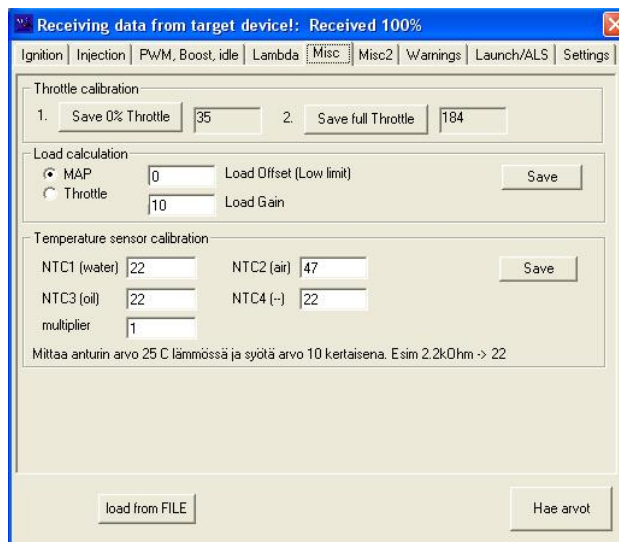 Receiving data from target device!: Received 100%
Ignition Injection PWM, Boost, idle Lambda Misc Misc2 Warnings Launch/ALS Settings
Throttle calibration
1. Save 0% Throttle 35 2. Save full Throttle 184
Load calculation
MAP 0 Load Offset (Low limit) Save
Throttle
10 Load Gain
Temperature sensor calibration
NTC1 (water) 22 NTC2 (air) 47 Save
NTC3 (oil) 22 NTC4 (--) 22
multiplier 1
Mittaa anturin arvo 25 C lämmössä ja syötä arvo 10 kertaisena. Esim 2.2kOhm -> 22
load from FILE Hae arvot